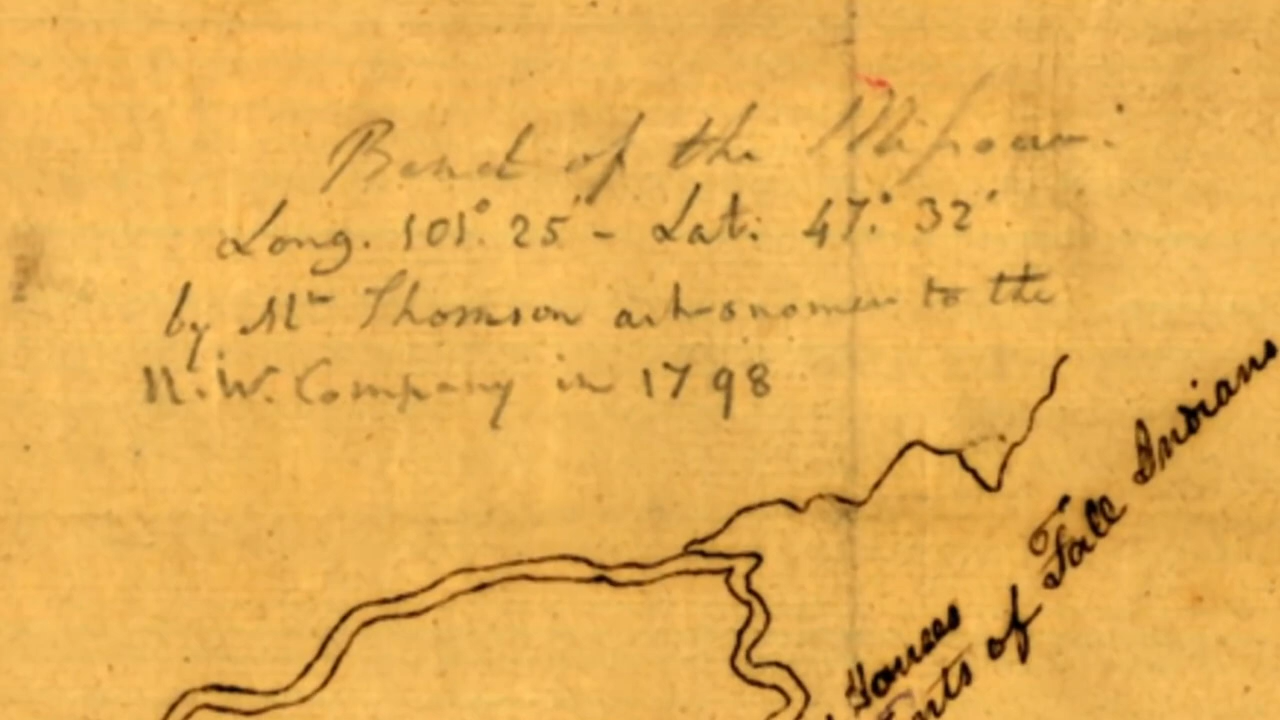 Bend of the Missouri
Long. 101°. 25' - Lat: 47.° 32'
by Mr Thomson astronomer to the
N.W. Company in 1798
Houses
of Fall Indians